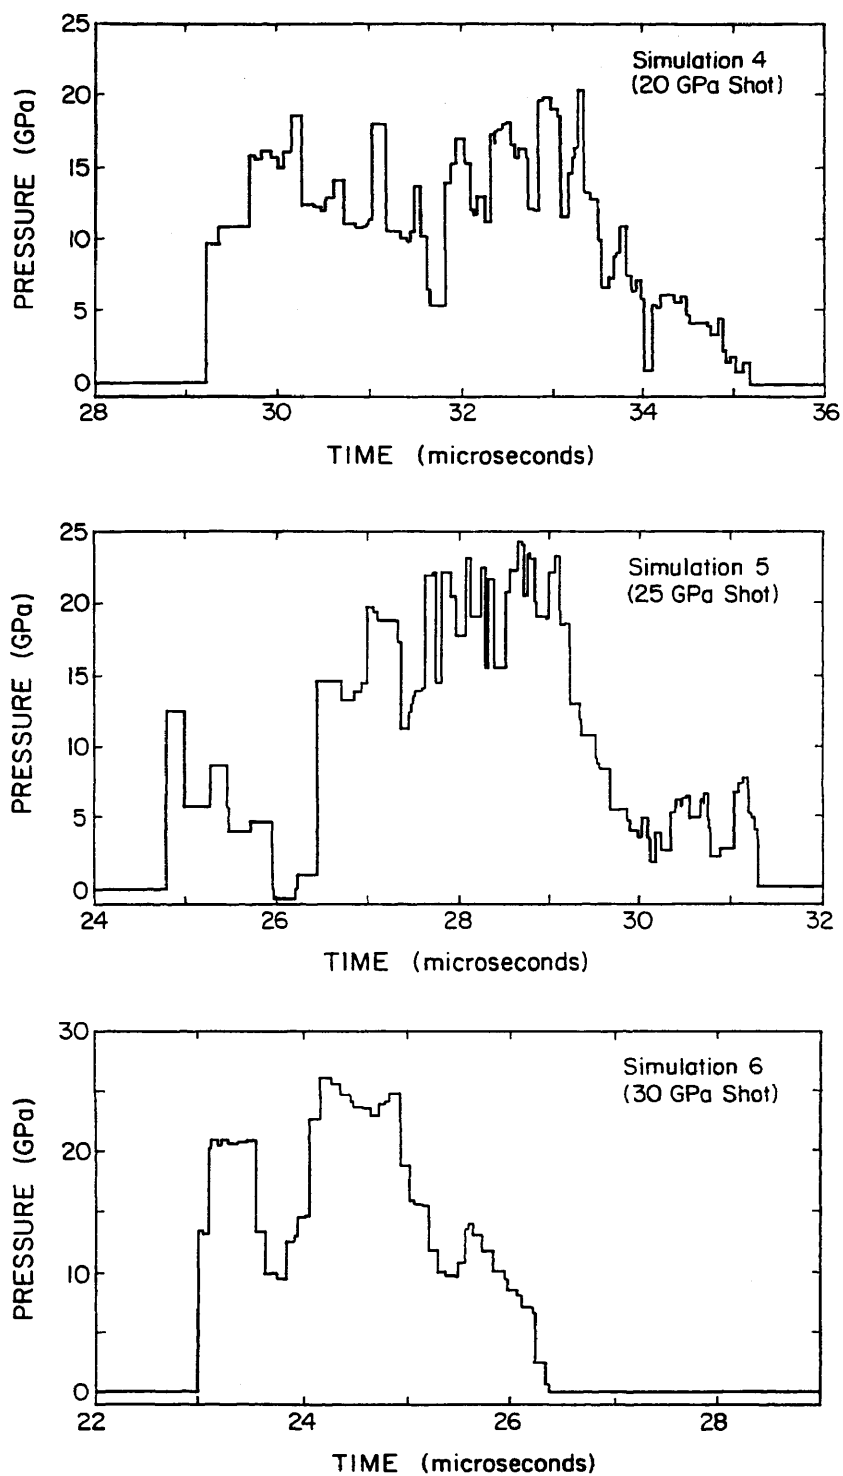 25
20
15
10
5
0
PRESSURE (GPa)
Simulation 4
(20 GPa Shot)
28 30 32 33 34 36
TIME (microseconds)
25
20
15
10
5
0
PRESSURE (GPa)
Simulation 5
(25 GPa Shot)
24 26 28 30 32
TIME (microseconds)
30
20
10
0
PRESSURE (GPa)
Simulation 6
(30 GPa Shot)
22 24 26 28
TIME (microseconds)